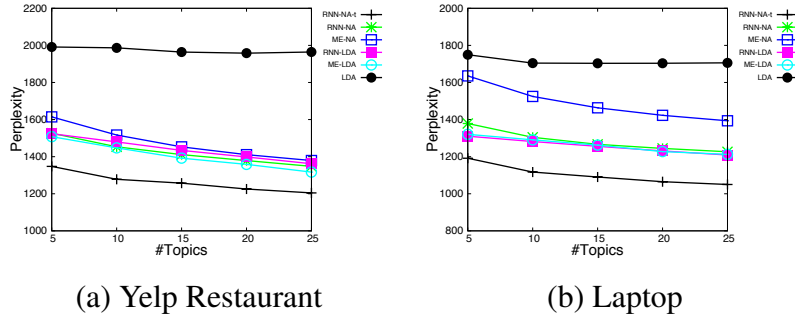 RNN-NA-t
RNN-NA
ME-NA
RNN-LDA
ME-LDA
LDA
2200
2000
1800
1600
1400
1200
1000
Perplexity
5 10 15 20 25
#Topics
(a) Yelp Restaurant
RNN-NA-t
RNN-NA
ME-NA
RNN-LDA
ME-LDA
LDA
2000
1800
1600
1400
1200
1000
800
Perplexity
5 10 15 20 25
#Topics
(b) Laptop